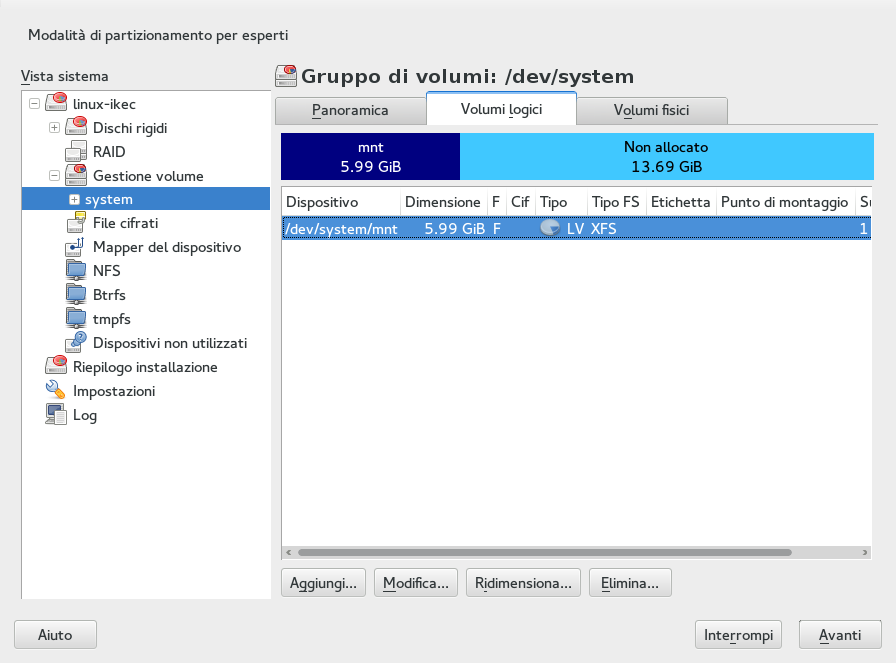 Modalità di partizionamento per esperti
Vista sistema
linux-ikec
Dischi rigidi
RAID
Gestione volume
system
File cifrati
Mapper del dispositivo
NFS
Btrfs
tmpfs
Dispositivi non utilizzati
Riepilogo installazione
Impostazioni
Log
Gruppo di volumi: /dev/system
Panoramica Volumi logici Volumi fisici
mnt Non allocato
5.99 GiB 13.69 GiB
Dispositivo Dimensione F Cif Tipo Tipo FS Etichetta Punto di montaggio
/dev/system/mnt 5.99 GiB F LV XFS 1
Aggiungi... Modifica... Ridimensiona... Elimina...
Aiuto Interrompi Avanti